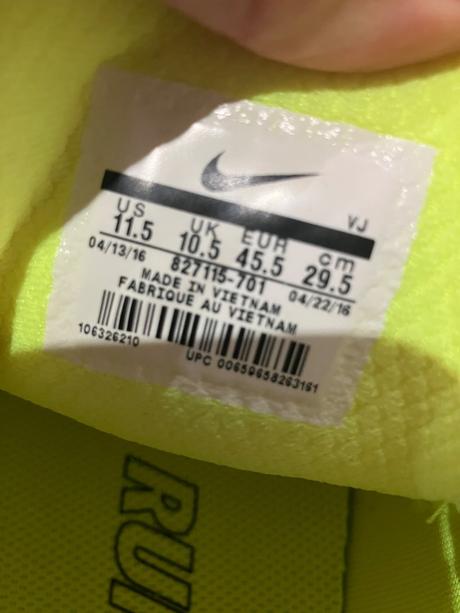 VJ
US UK EUR cm
11.5 10.5 45.5 29.5
04/13/16 827115-701 04/22/16
MADE IN VIETNAM
FABRIQUE AU VIETNAM
106326210
UPC 00659658263161
RU